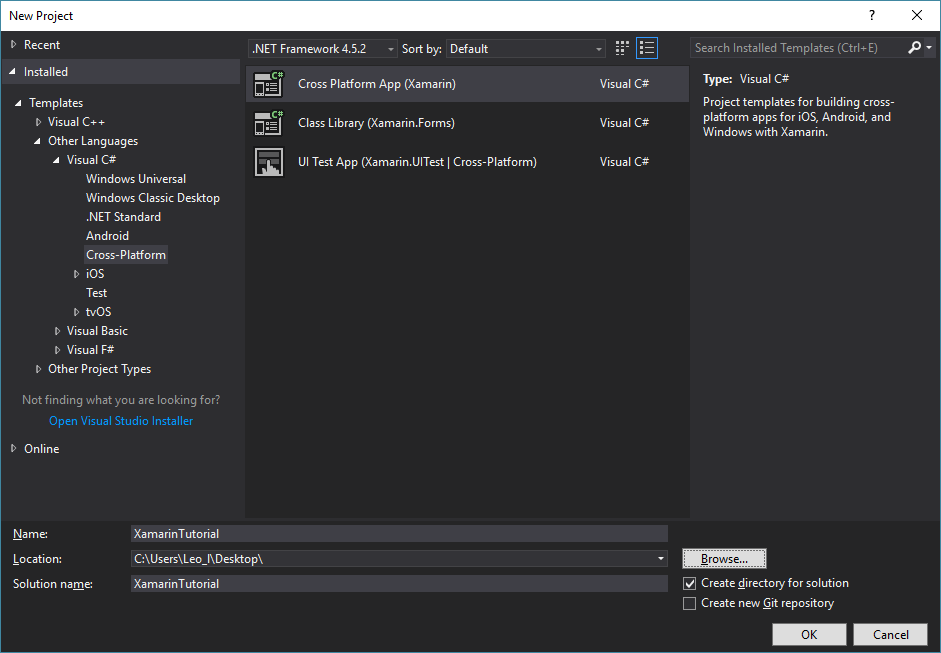 New Project
?
Recent
.NET Framework 4.5.2 Sort by: Default
Search Installed Templates (Ctrl+E)
Installed
Templates
Visual C++
Other Languages
Visual C#
Windows Universal
Windows Classic Desktop
.NET Standard
Android
Cross-Platform
iOS
Test
tvOS
Visual Basic
Visual F#
Other Project Types
Not finding what you are looking for?
Open Visual Studio Installer
Online
C# Cross Platform App (Xamarin) Visual C#
C# Class Library (Xamarin.Forms) Visual C#
UI Test App (Xamarin.UITest | Cross-Platform) Visual C#
Type: Visual C#
Project templates for building cross-
platform apps for iOS, Android, and
Windows with Xamarin.
Name: XamarinTutorial
Location: C:\Users\Leo_I\Desktop\ Browse...
Solution name: XamarinTutorial
Create directory for solution
Create new Git repository
OK Cancel